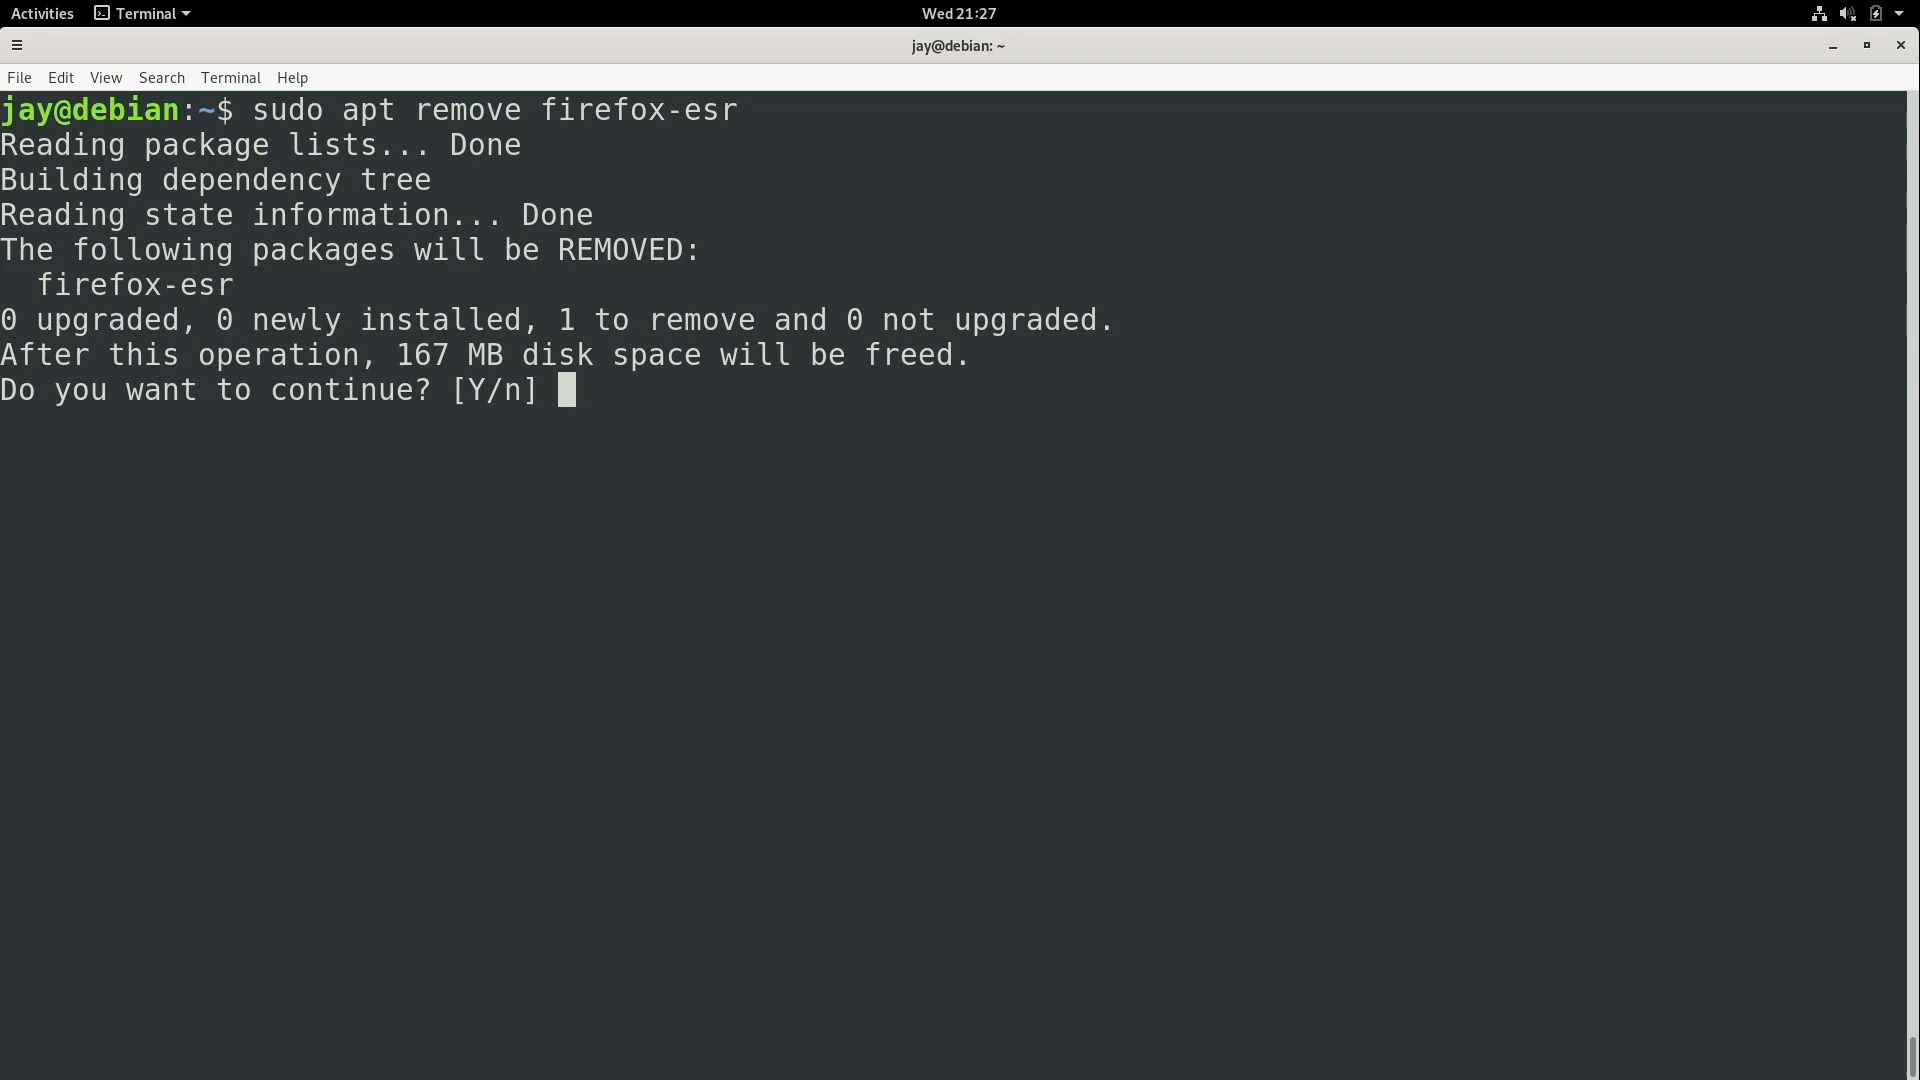 Activities Terminal Wed 21:27
jay@debian: ~
File Edit View Search Terminal Help
jay@debian:~$ sudo apt remove firefox-esr
Reading package lists... Done
Building dependency tree
Reading state information... Done
The following packages will be REMOVED:
  firefox-esr
0 upgraded, 0 newly installed, 1 to remove and 0 not upgraded.
After this operation, 167 MB disk space will be freed.
Do you want to continue? [Y/n]